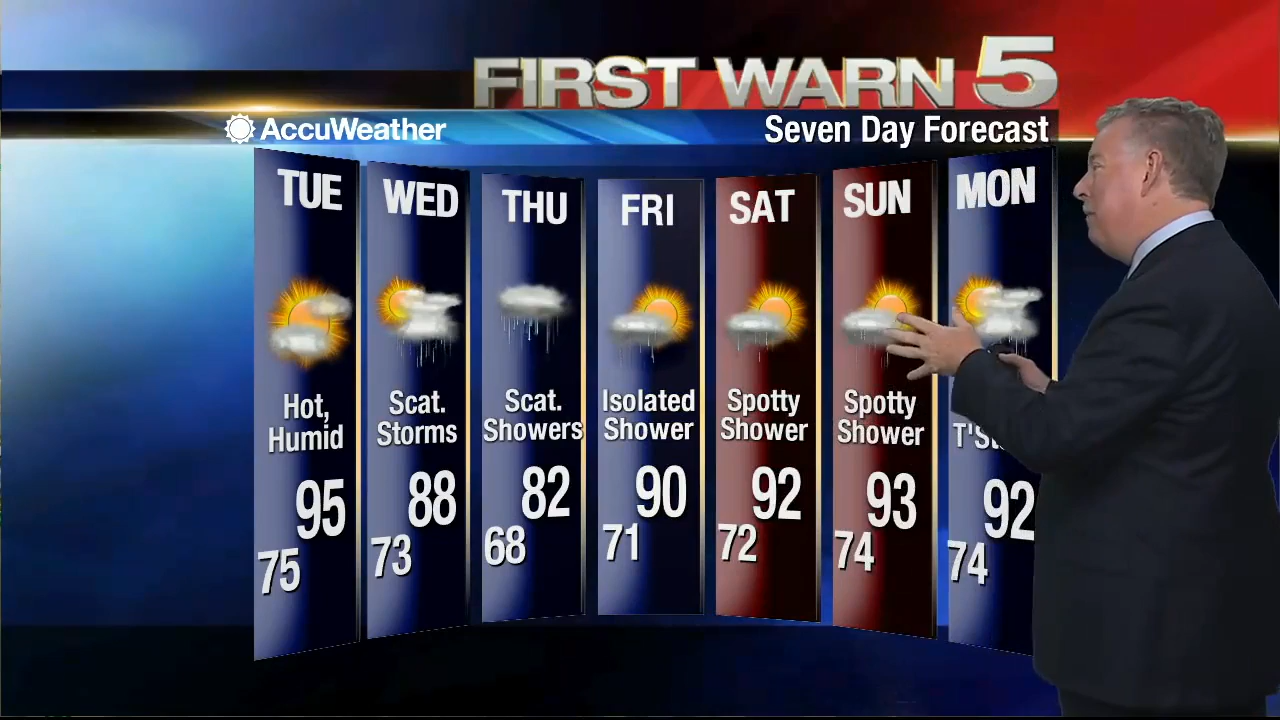 FIRST WARN 5
AccuWeather
Seven Day Forecast
TUE WED THU FRI SAT SUN MON
Hot, Scat. Scat. Isolated Spotty Spotty
Humid Storms Showers Shower Shower Shower
95 88 82 90 92 93 92
75 73 68 71 72 74 74